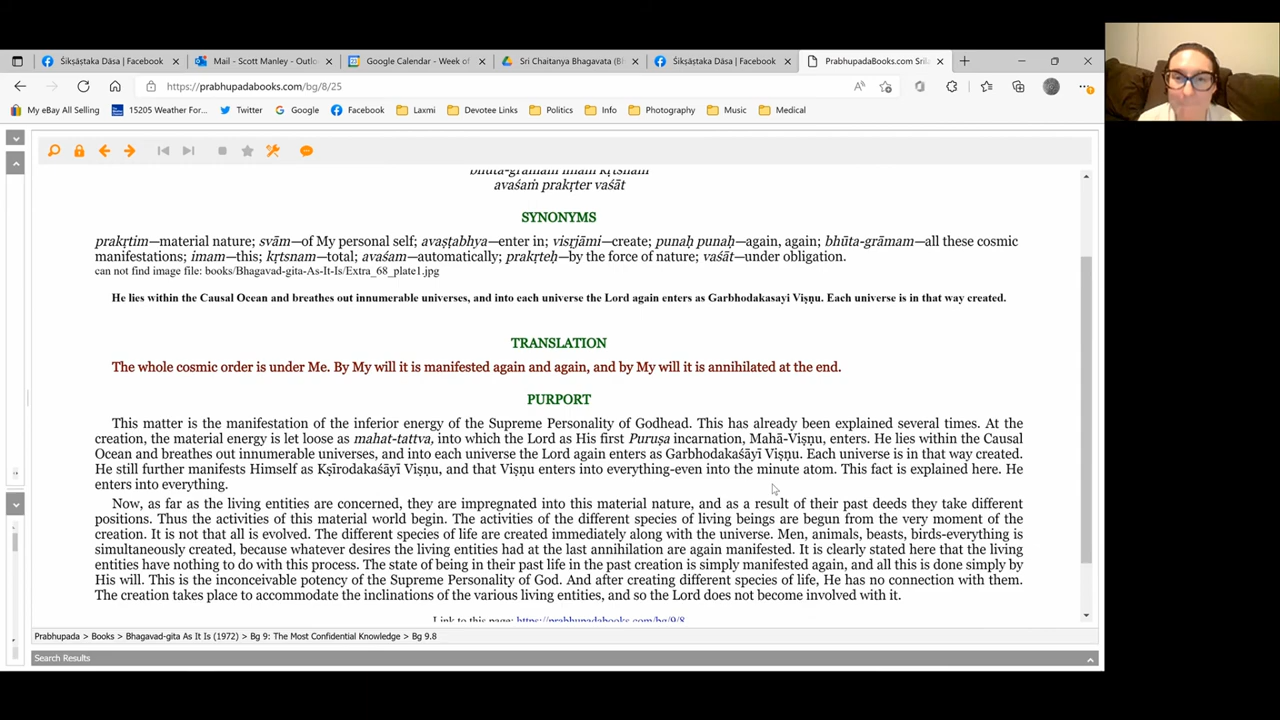 Śikṣāstaka Dāsa | Facebook
Mail - Scott Manley - Outlo
Google Calendar - Week of
Sri Chaitanya Bhagavata (Bh
Śikṣāstaka Dāsa | Facebook
PrabhupadaBooks.com Sril
https://prabhupadabooks.com/bg/8/25
My eBay All Selling
15205 Weather For...
Twitter
Google
Facebook
Laxmi
Devotee Links
Politics
Info
Photography
Music
Medical
bhūta-grāmam imaṁ kṛtsnam
avaśaṁ prakṛter vaśāt
SYNONYMS
prakṛtim—material nature; svām—of My personal self; avaṣṭabhya—enter in; visṛjāmi—create; punaḥ punaḥ—again, again; bhūta-grāmam—all these cosmic
manifestations; imam—this; kṛtsnam—total; avaśam—automatically; prakṛteḥ—by the force of nature; vaśāt—under obligation.
can not find image file: books/Bhagavad-gita-As-It-Is/Extra_68_plate1.jpg
He lies within the Causal Ocean and breathes out innumerable universes, and into each universe the Lord again enters as Garbhodakasayi Viṣṇu. Each universe is in that way created.
TRANSLATION
The whole cosmic order is under Me. By My will it is manifested again and again, and by My will it is annihilated at the end.
PURPORT
This matter is the manifestation of the inferior energy of the Supreme Personality of Godhead. This has already been explained several times. At the
creation, the material energy is let loose as mahat-tattva, into which the Lord as His first Puruṣa incarnation, Mahā-Viṣṇu, enters. He lies within the Causal
Ocean and breathes out innumerable universes, and into each universe the Lord again enters as Garbhodakaśāyī Viṣṇu. Each universe is in that way created.
He still further manifests Himself as Kṣīrodakaśāyī Viṣṇu, and that Viṣṇu enters into everything-even into the minute atom. This fact is explained here. He
enters into everything.
Now, as far as the living entities are concerned, they are impregnated into this material nature, and as a result of their past deeds they take different
positions. Thus the activities of this material world begin. The activities of the different species of living beings are begun from the very moment of the
creation. It is not that all is evolved. The different species of life are created immediately along with the universe. Men, animals, beasts, birds-everything is
simultaneously created, because whatever desires the living entities had at the last annihilation are again manifested. It is clearly stated here that the living
entities have nothing to do with this process. The state of being in their past life in the past creation is simply manifested again, and all this is done simply by
His will. This is the inconceivable potency of the Supreme Personality of God. And after creating different species of life, He has no connection with them.
The creation takes place to accommodate the inclinations of the various living entities, and so the Lord does not become involved with it.
Link to this page: https://prabhupadabooks.com/bg/9/8
Prabhupada > Books > Bhagavad-gita As It Is (1972) > Bg 9: The Most Confidential Knowledge > Bg 9.8
Search Results